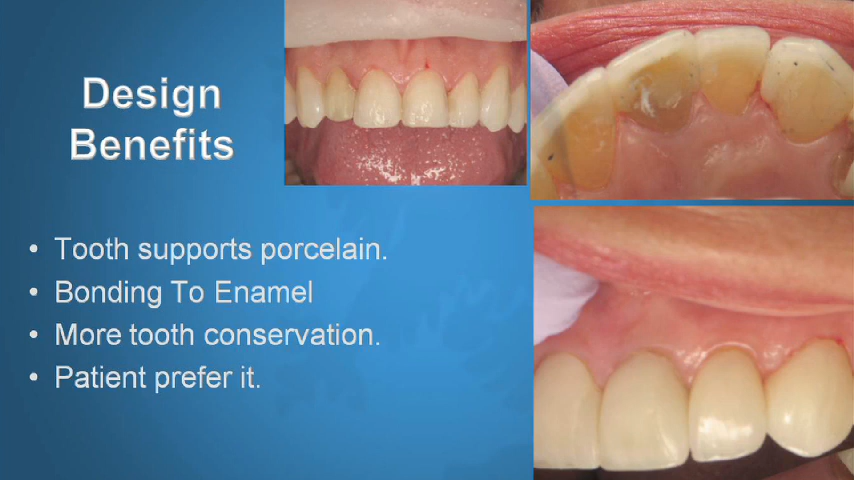 Design
Benefits
• Tooth supports porcelain.
• Bonding To Enamel
• More tooth conservation.
• Patient prefer it.